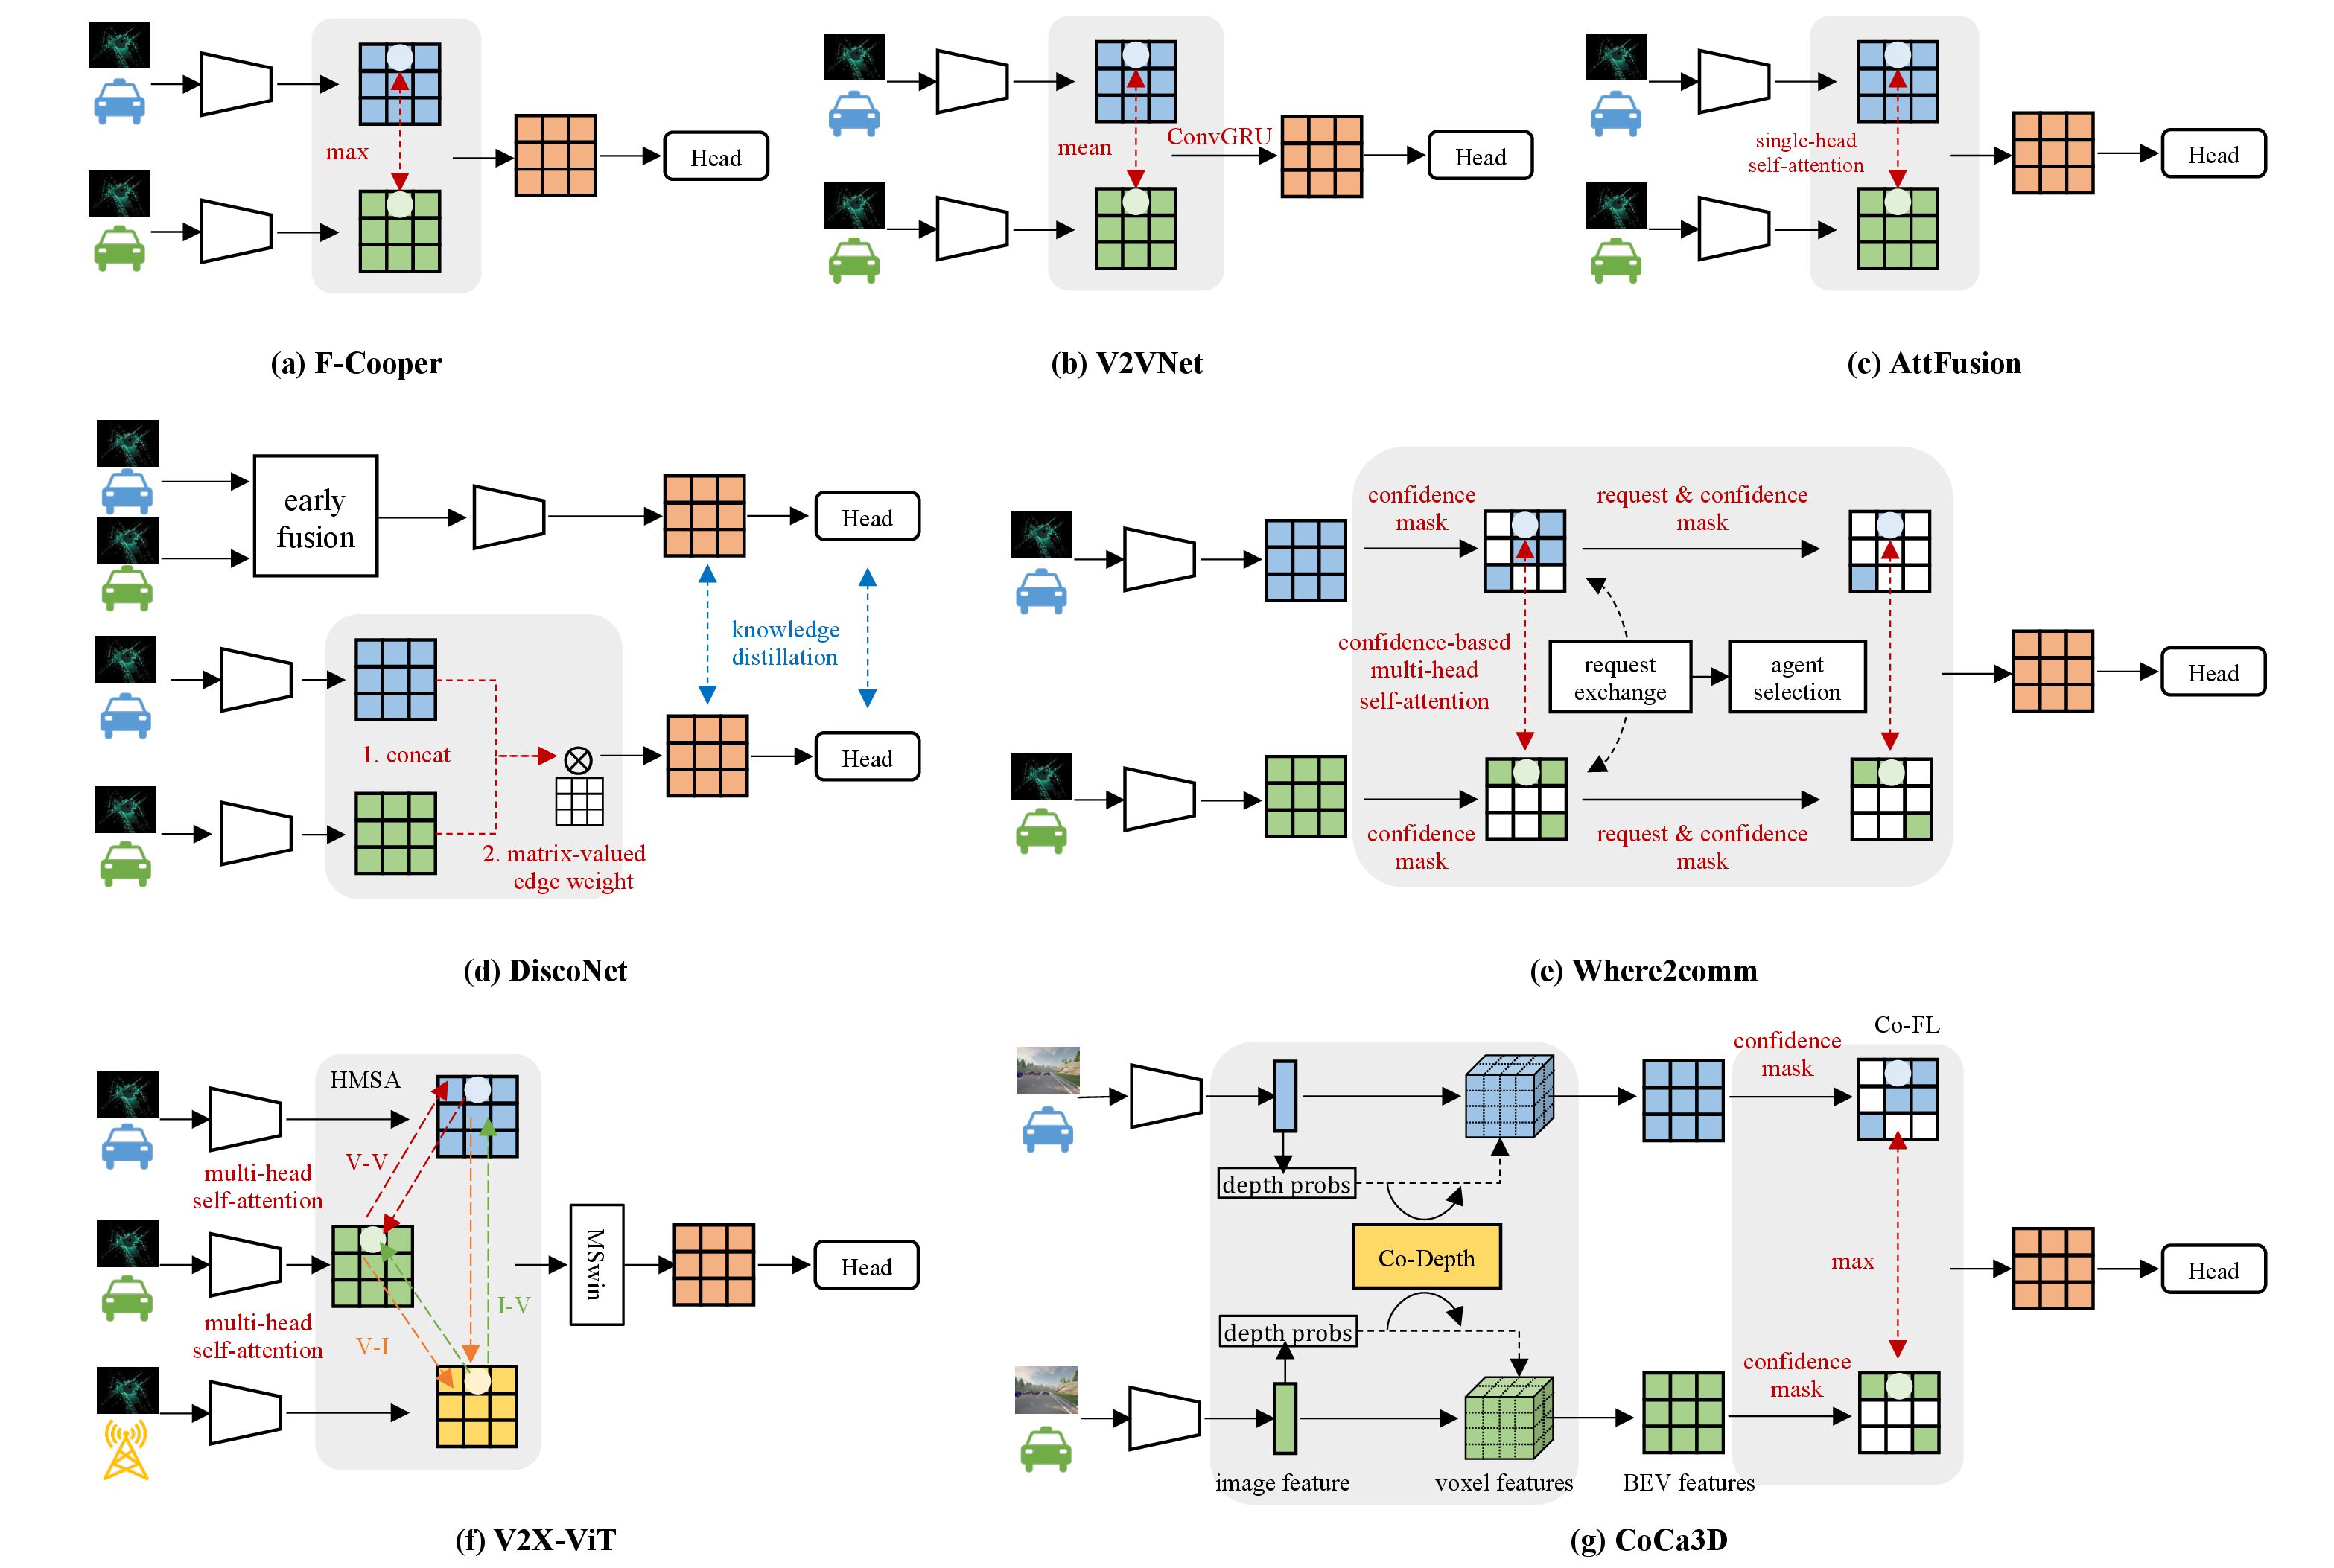 max
Head
(a) F-Cooper
mean
ConvGRU
Head
(b) V2VNet
single-head
self-attention
Head
(c) AttFusion
early
fusion
Head
knowledge
distillation
1. concat
2. matrix-valued
edge weight
Head
(d) DiscoNet
confidence
mask
request & confidence
mask
confidence-based
multi-head
self-attention
request
exchange
agent
selection
Head
confidence
mask
request & confidence
mask
(e) Where2comm
HMSA
V-V
multi-head
self-attention
multi-head
self-attention
V-I
I-V
MSwin
Head
(f) V2X-ViT
Co-FL
confidence
mask
depth probs
Co-Depth
depth probs
max
confidence
mask
Head
image feature
voxel features
BEV features
(g) CoCa3D